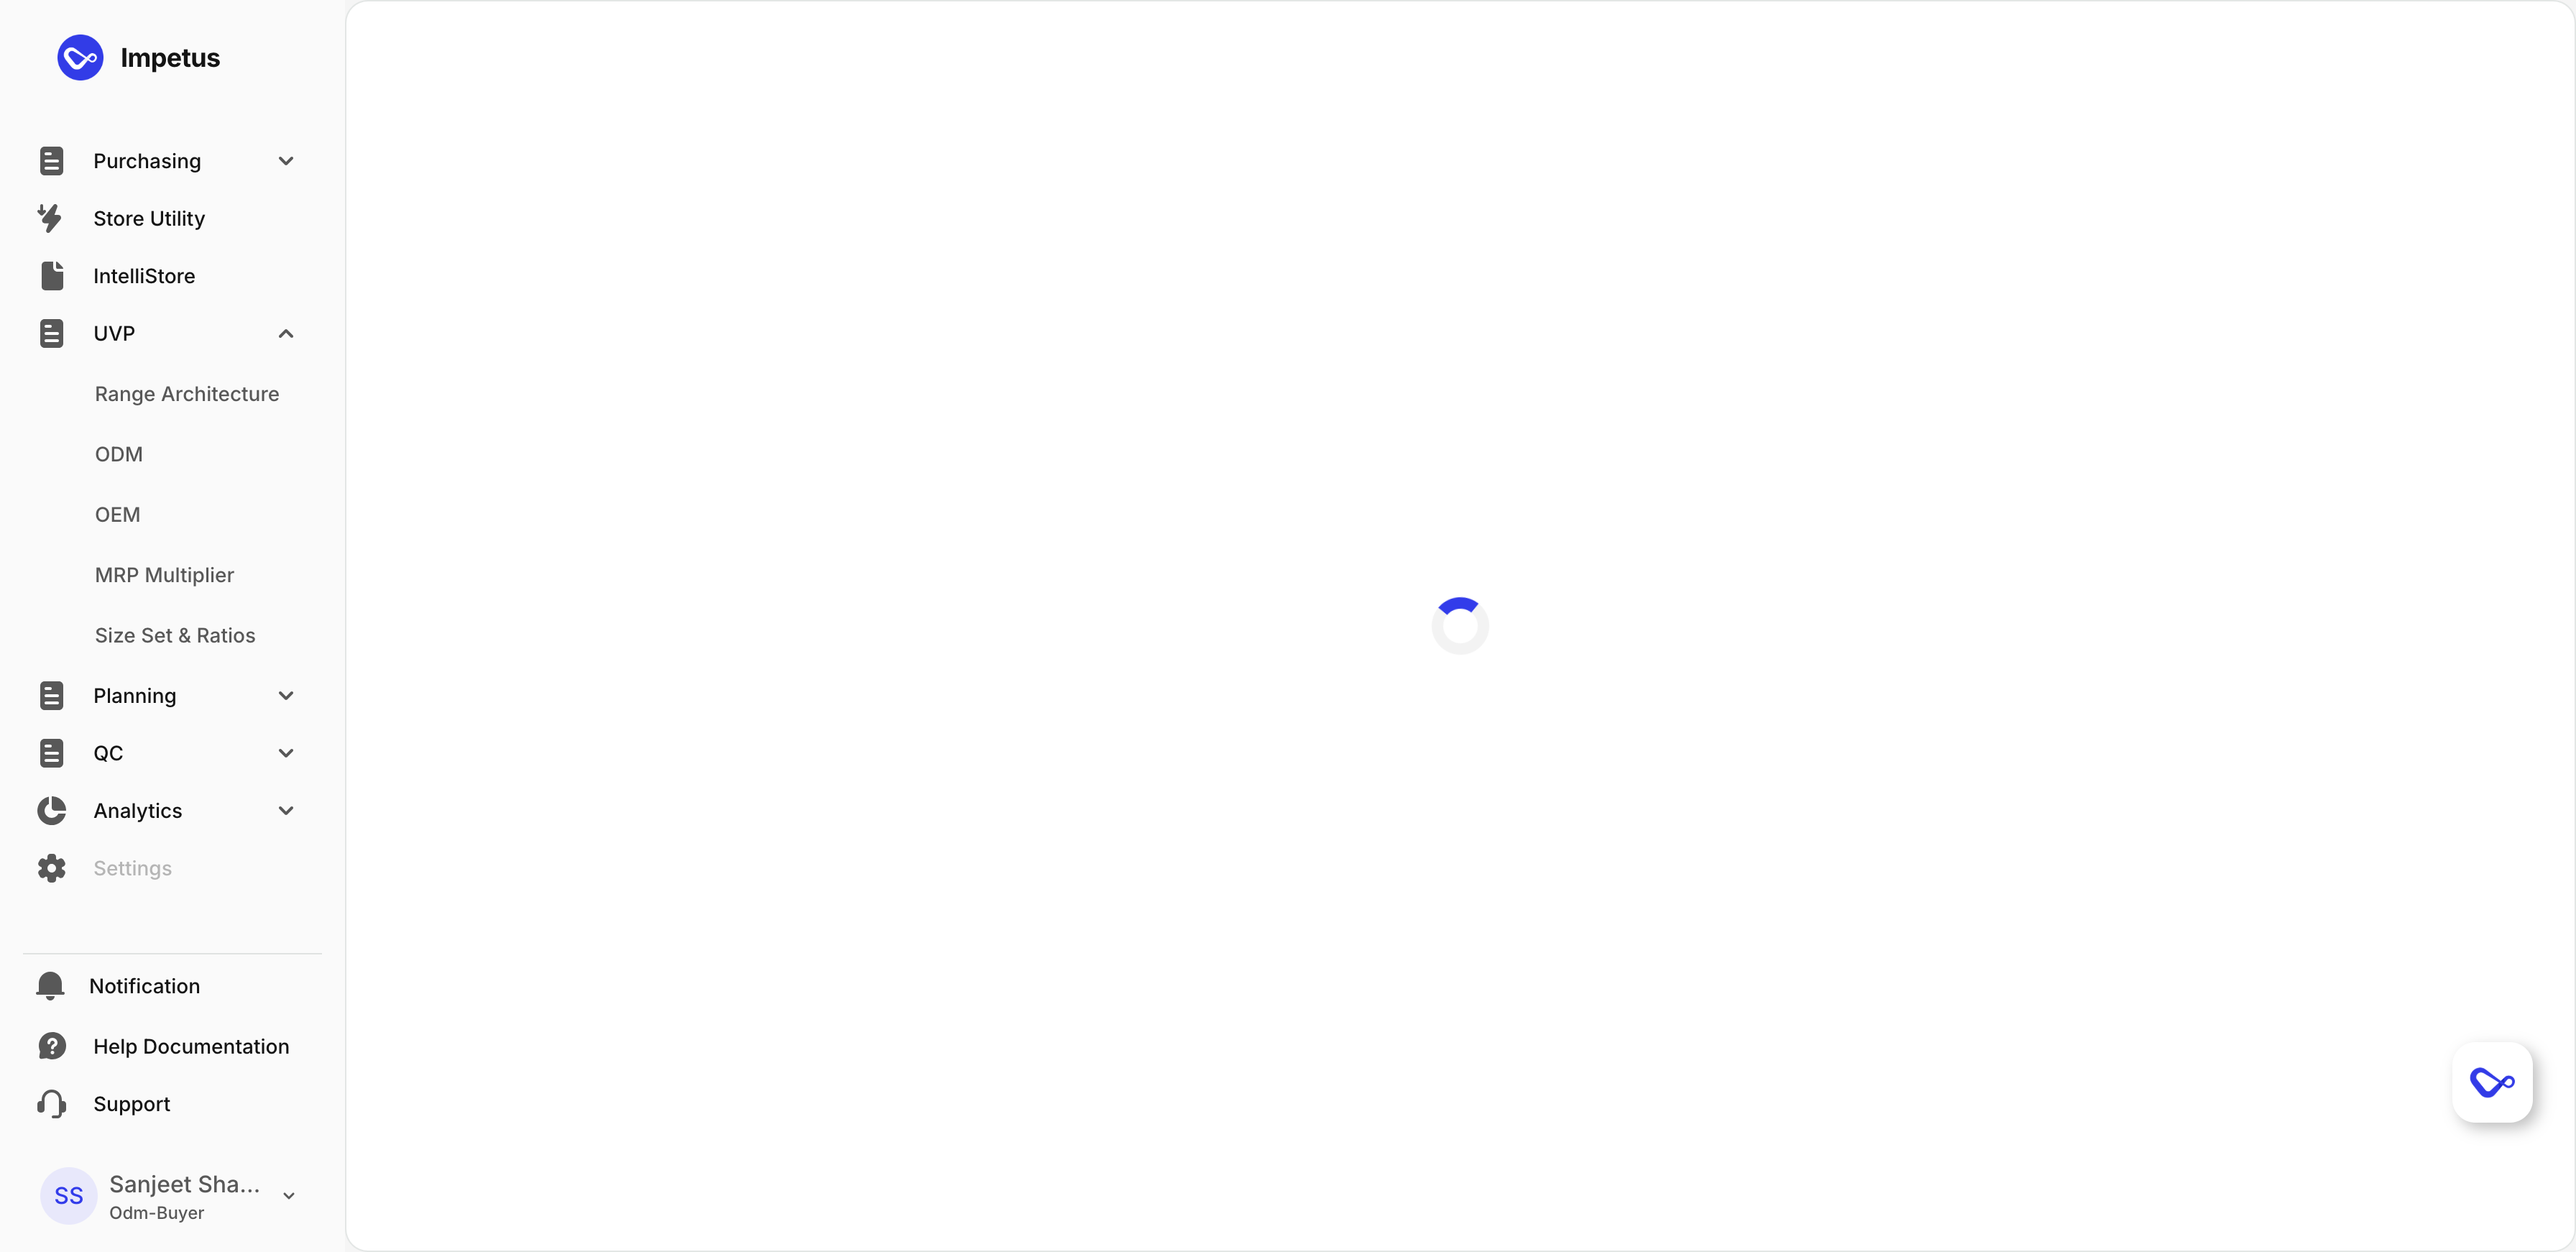 Impetus
Purchasing
Store Utility
IntelliStore
UVP
Range Architecture
ODM
OEM
MRP Multiplier
Size Set & Ratios
Planning
QC
Analytics
Settings
Notification
Help Documentation
Support
SS
Sanjeet Sha...
Odm-Buyer